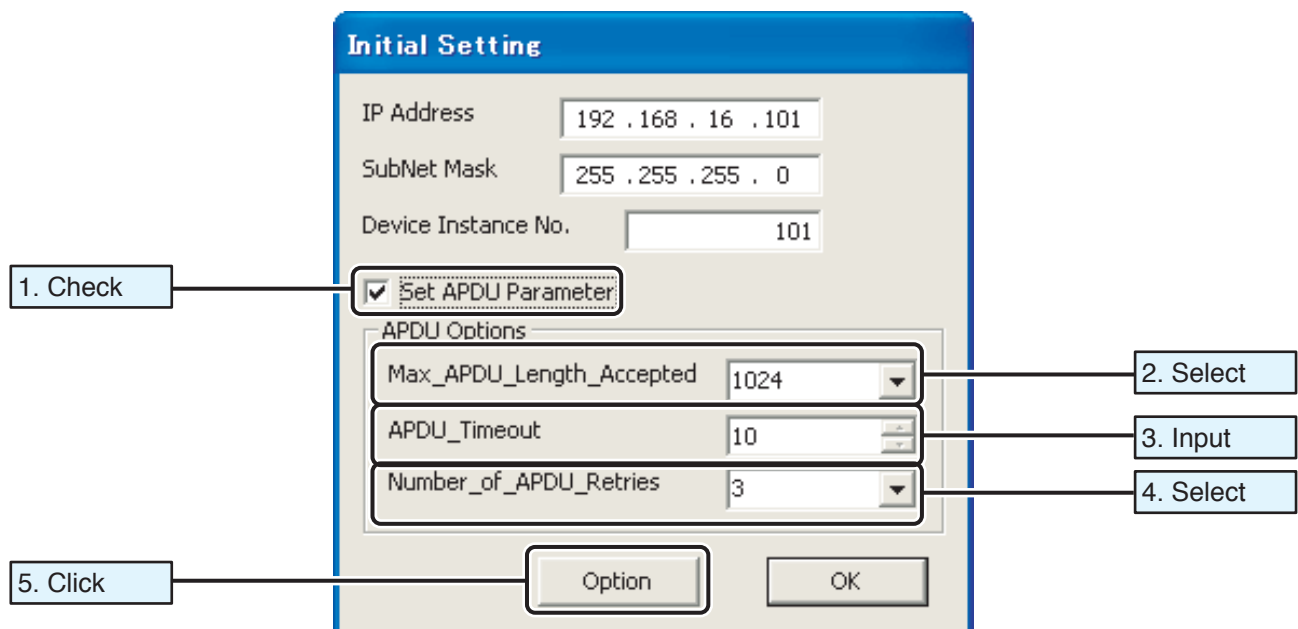 Initial Setting
IP Address 192 . 168 . 16 . 101
SubNet Mask 255 . 255 . 255 . 0
Device Instance No. 101
1. Check
Set APDU Parameter
APDU Options
Max_APDU_Length_Accepted 1024
2. Select
APDU_Timeout 10
3. Input
Number_of_APDU_Retries 3
4. Select
5. Click
Option OK